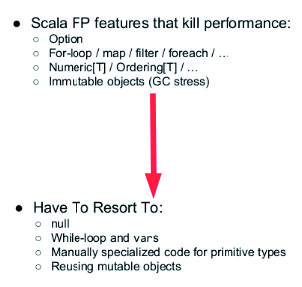 ● Scala FP features that kill performance:
○ Option
○ For-loop / map / filter / foreach / ...
○ Numeric[T] / Ordering[T] / ...
○ Immutable objects (GC stress)
● Have To Resort To:
○ null
○ While-loop and vars
○ Manually specialized code for primitive types
○ Reusing mutable objects